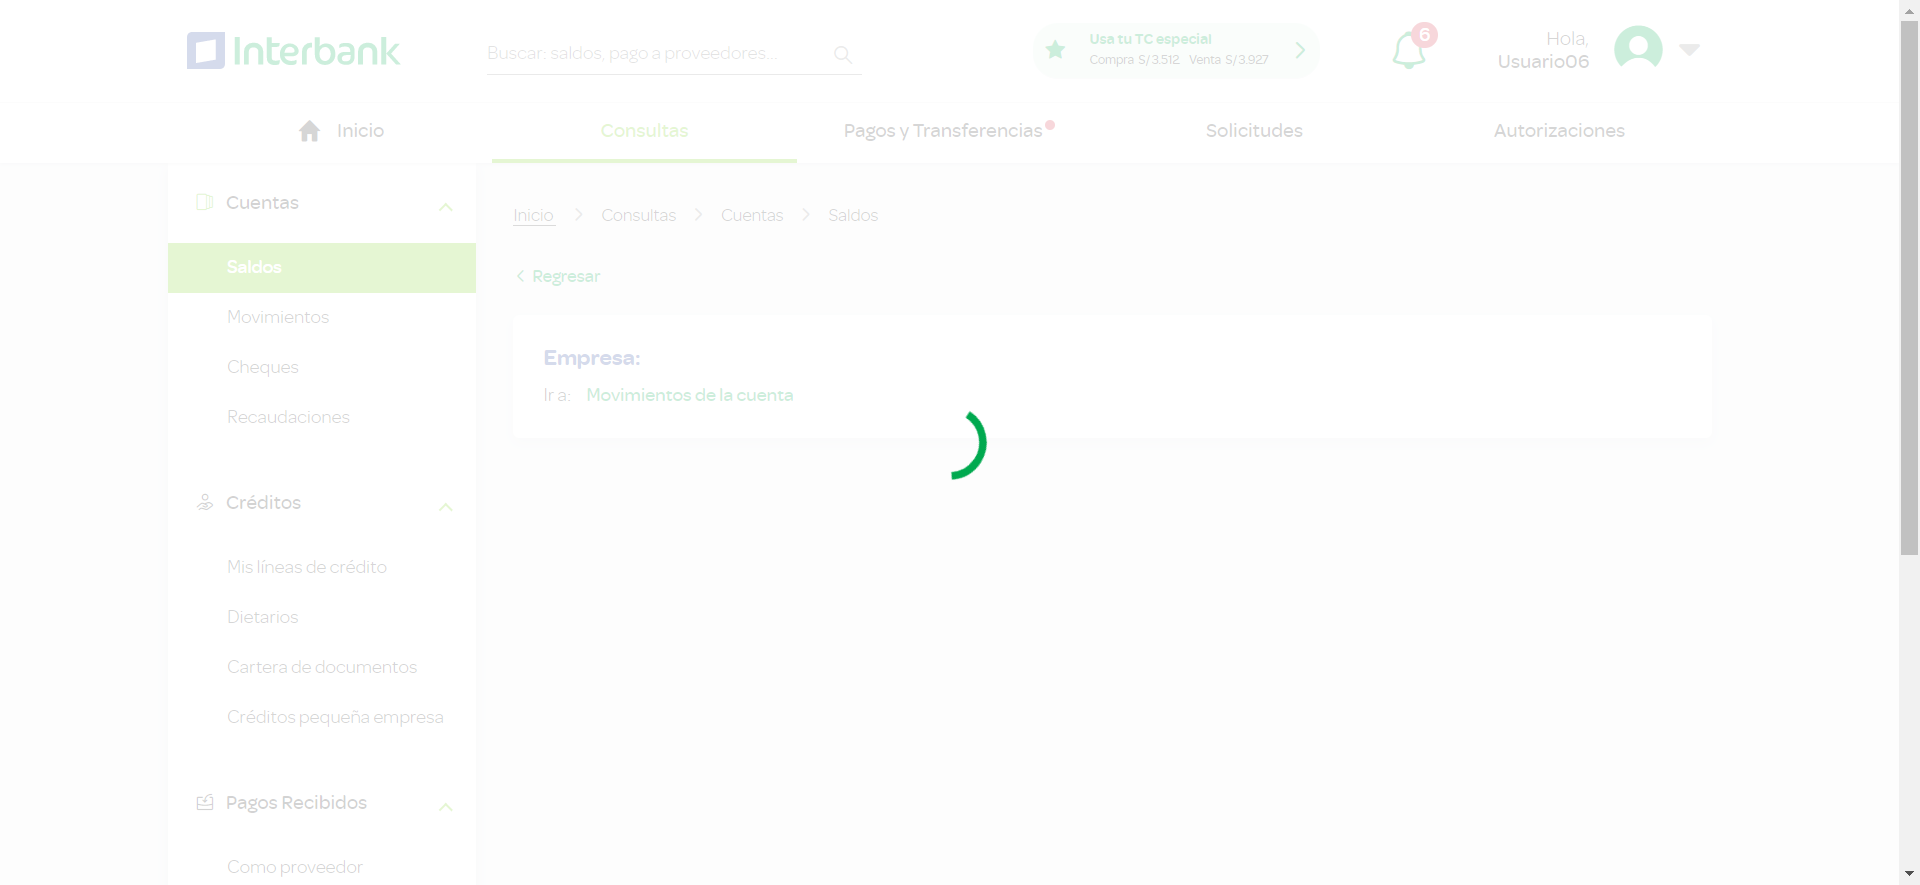 Interbank
Buscar: saldos, pago a proveedores...
Usa tu TC especial
Compra S/3.512 Venta S/3.927
6
Hola,
Usuario06
Inicio
Consultas
Pagos y Transferencias
Solicitudes
Autorizaciones
Cuentas
Saldos
Movimientos
Cheques
Recaudaciones
Créditos
Mis líneas de crédito
Dietarios
Cartera de documentos
Créditos pequeña empresa
Pagos Recibidos
Como proveedor
Inicio > Consultas > Cuentas > Saldos
< Regresar
Empresa:
Ir a: Movimientos de la cuenta